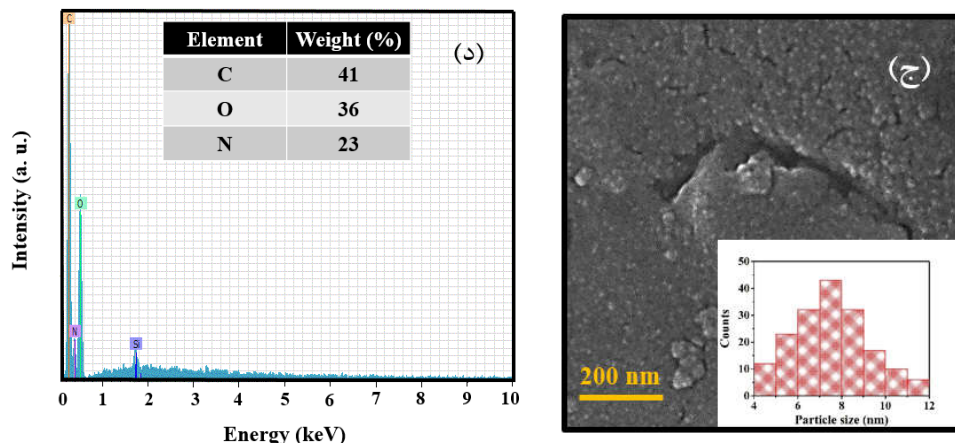 C
Element Weight (%)
C 41
O 36
N 23
(د)
O
N
Si
Intensity (a. u.)
0 1 2 3 4 5 6 7 8 9 10
Energy (keV)
(ج)
200 nm
50
40
30
20
10
0
Counts
4 6 8 10 12
Particle size (nm)